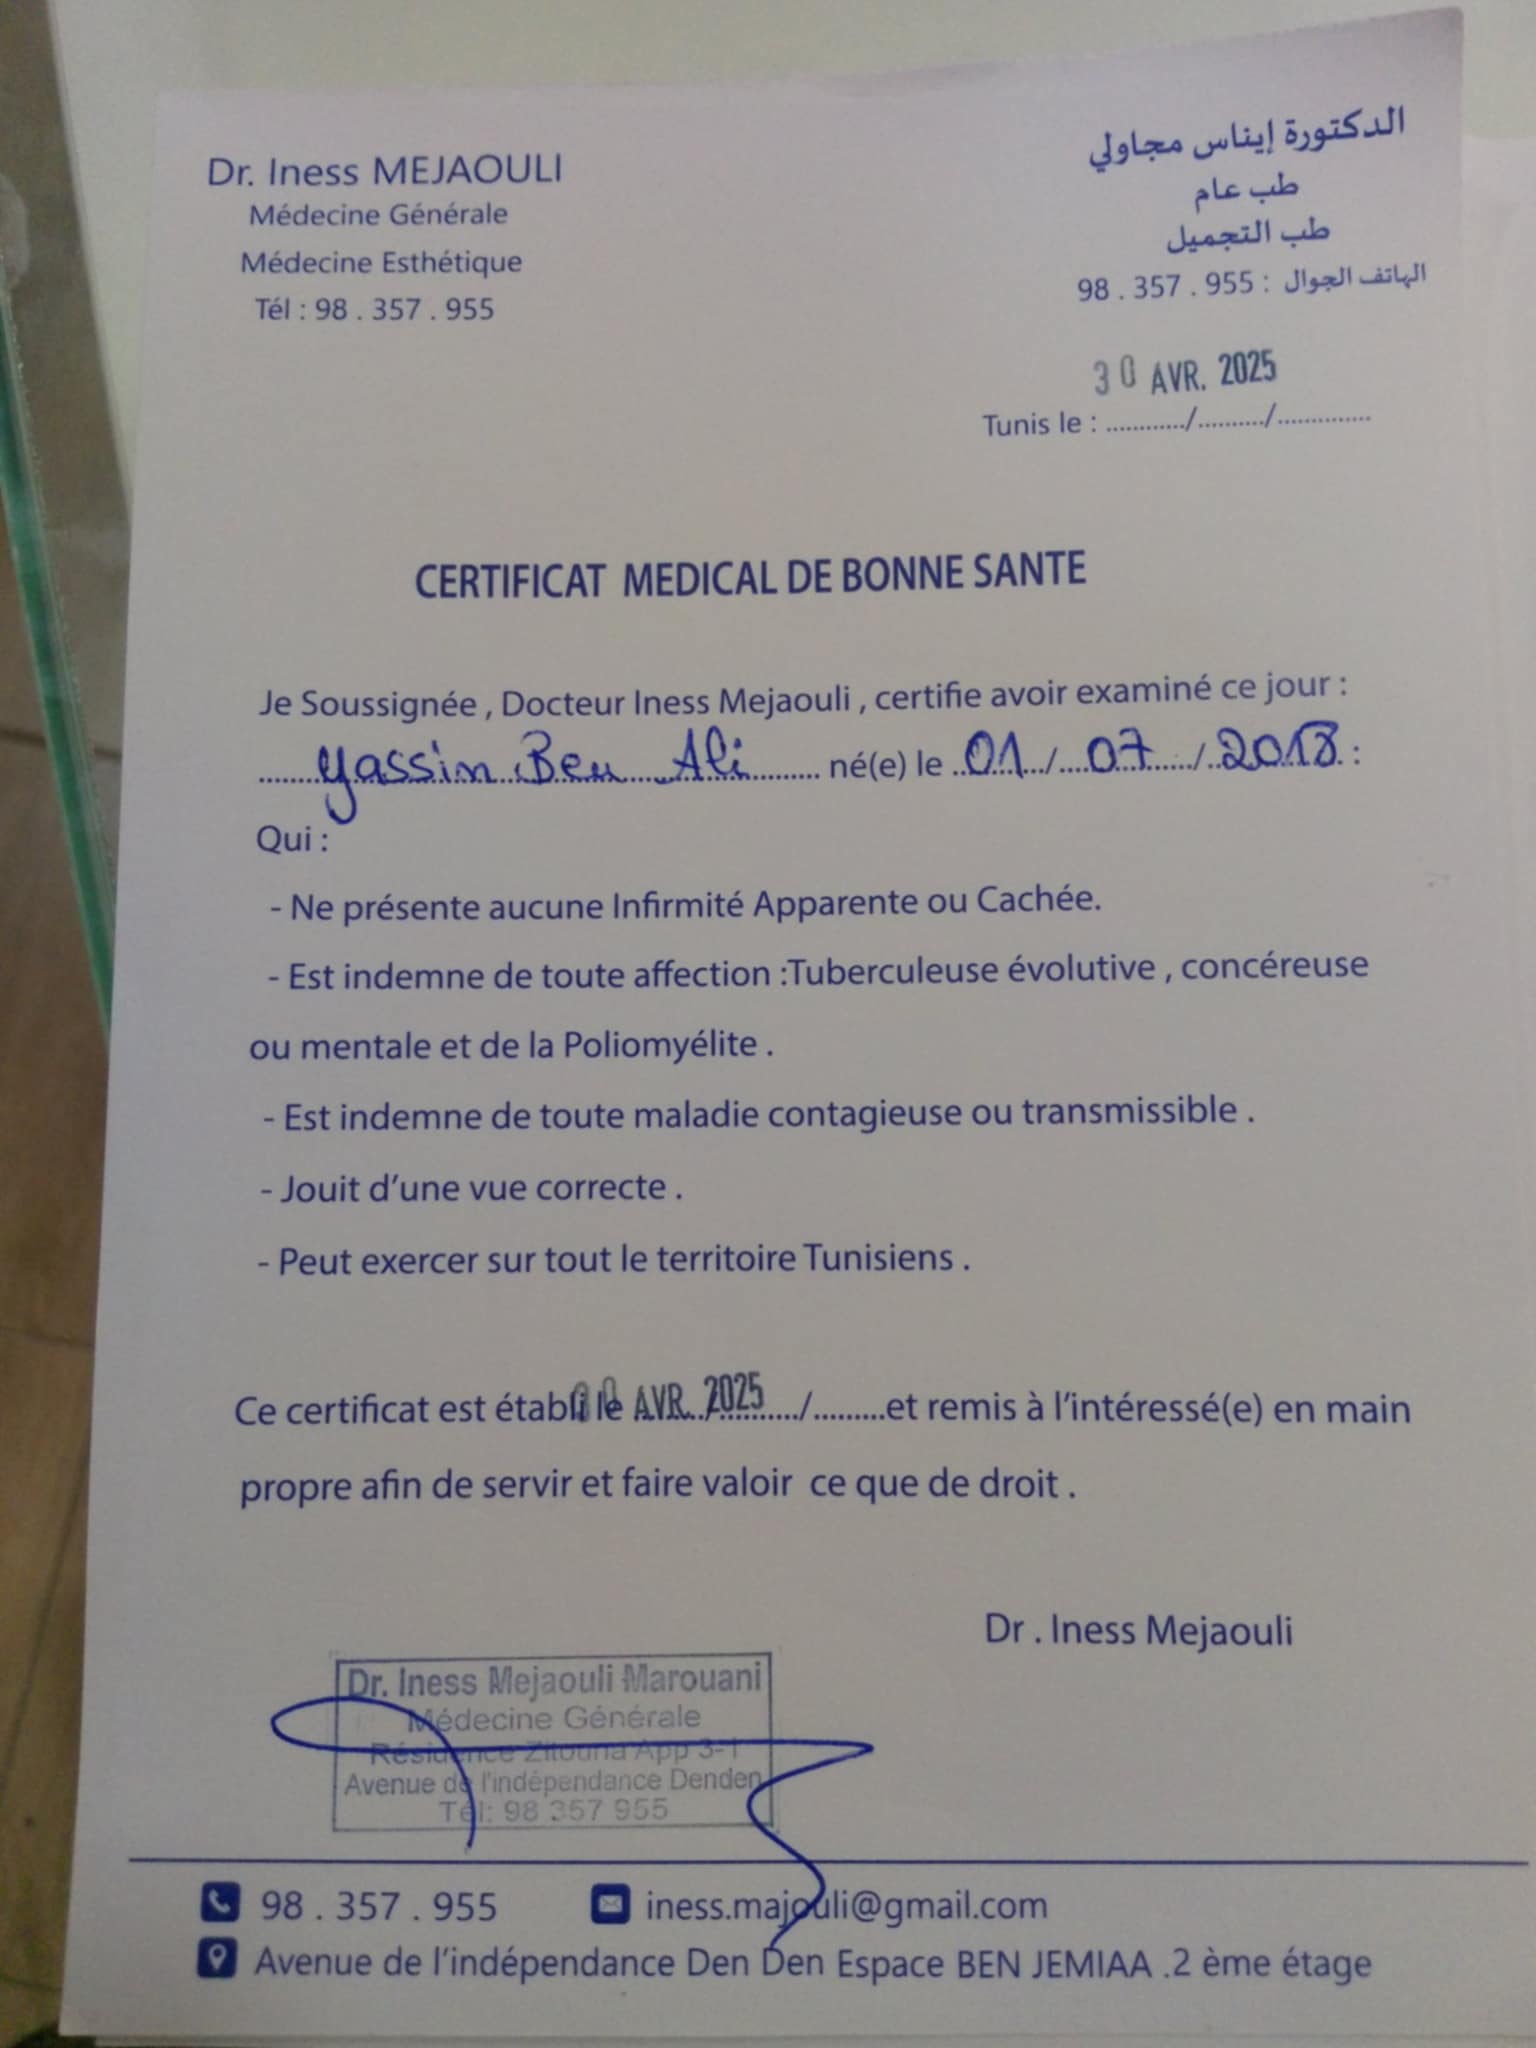 Dr. Iness MEJAOULI
Médecine Générale
Médecine Esthétique
Tél : 98 . 357 . 955
الدكتورة إيناس مجاولي
طب عام
طب التجميل
الهاتف الجوال : 98 . 357 . 955
30 AVR. 2025
Tunis le : ............/........../..............
CERTIFICAT MEDICAL DE BONNE SANTE
Je Soussignée , Docteur Iness Mejaouli , certifie avoir examiné ce jour :
Yassin Ben Ali né(e) le 01 / 07 / 2018 :
Qui :
- Ne présente aucune Infirmité Apparente ou Cachée.
- Est indemne de toute affection :Tuberculeuse évolutive , concéreuse
ou mentale et de la Poliomyélite .
- Est indemne de toute maladie contagieuse ou transmissible .
- Jouit d'une vue correcte .
- Peut exercer sur tout le territoire Tunisiens .
Ce certificat est établi le 30 AVR. 2025 /.........et remis à l'intéressé(e) en main
propre afin de servir et faire valoir ce que de droit .
Dr . Iness Mejaouli
Dr. Iness Mejaouli Marouani
Médecine Générale
Résidence Zitouna App 3-1
Avenue de l'indépendance Denden
Tél: 98 357 955
98 . 357 . 955
iness.majouli@gmail.com
Avenue de l'indépendance Den Den Espace BEN JEMIAA .2 ème étage